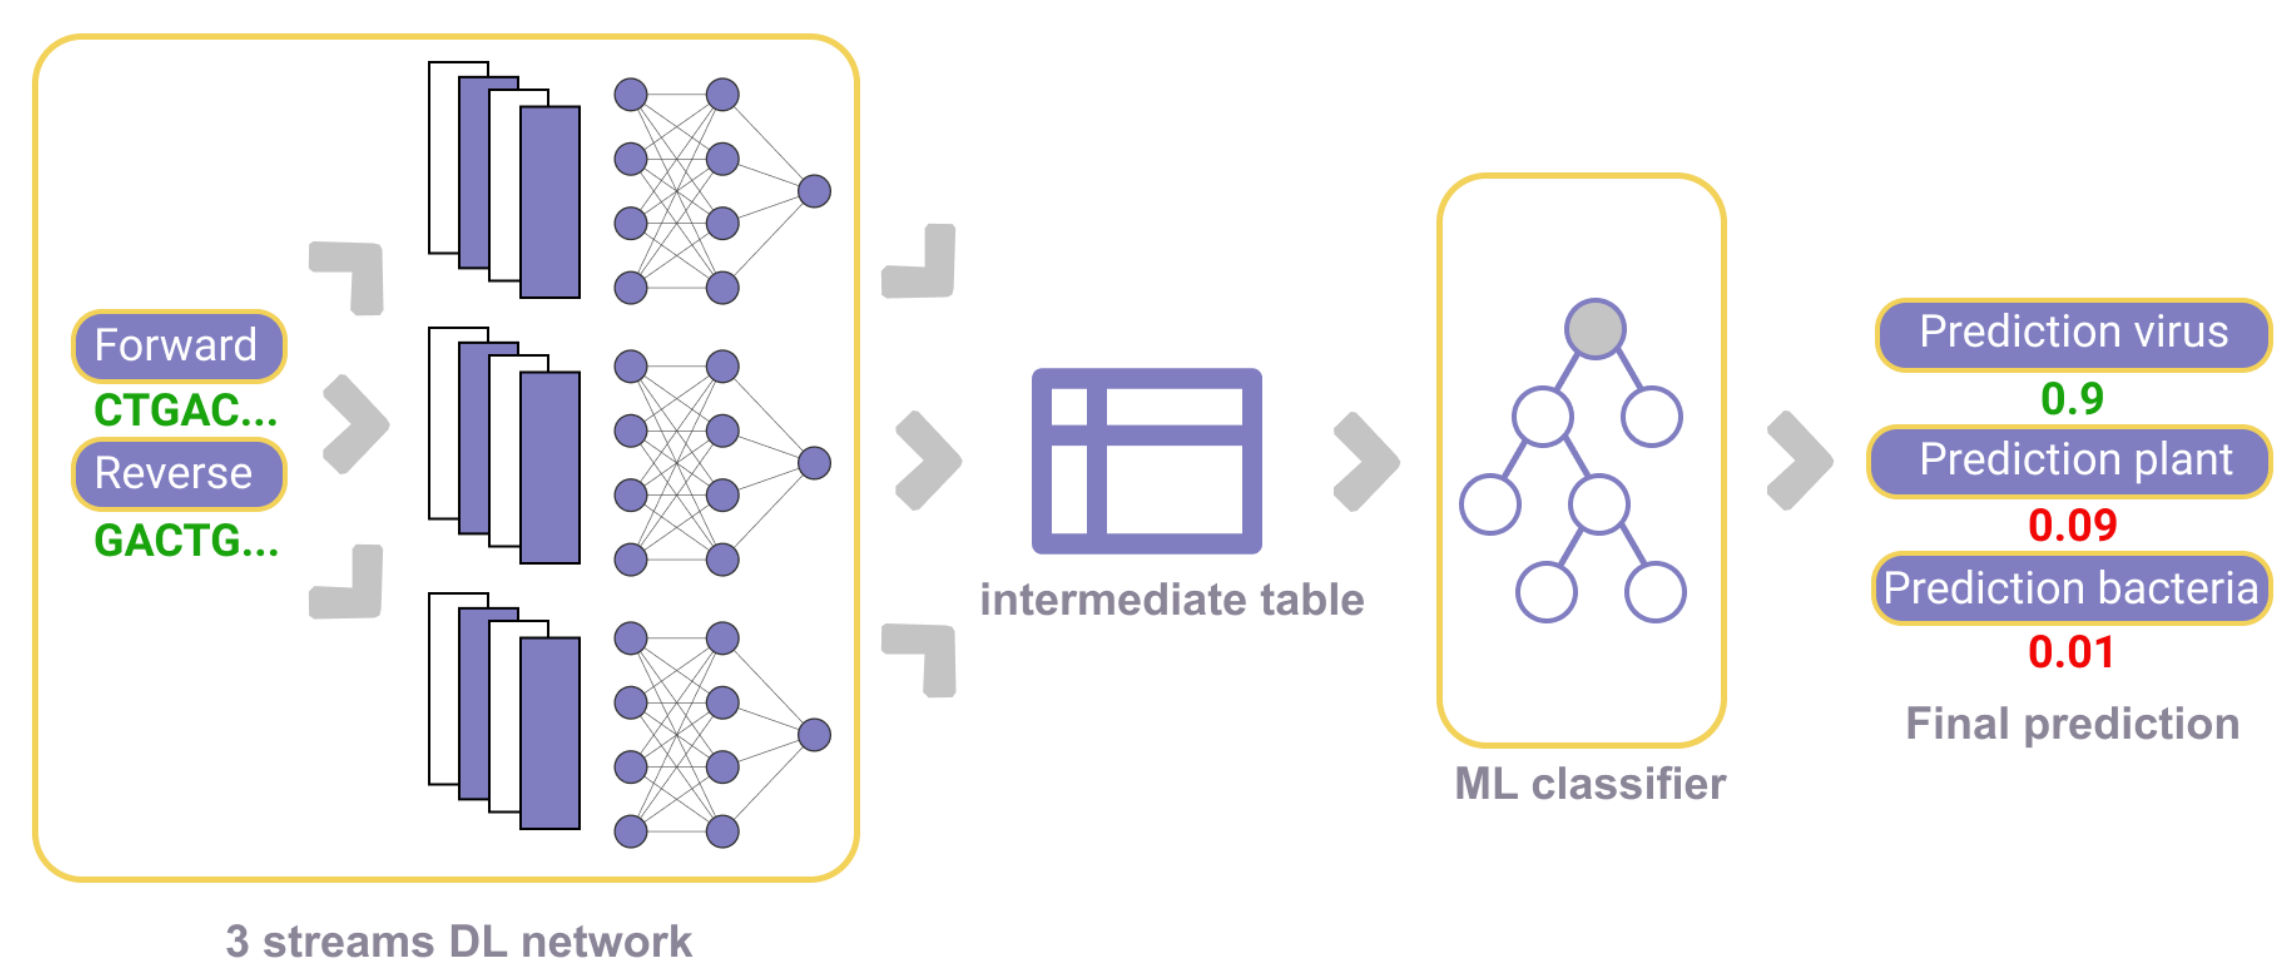 Forward
CTGAC...
Reverse
GACTG...
3 streams DL network
intermediate table
ML classifier
Prediction virus
0.9
Prediction plant
0.09
Prediction bacteria
0.01
Final prediction